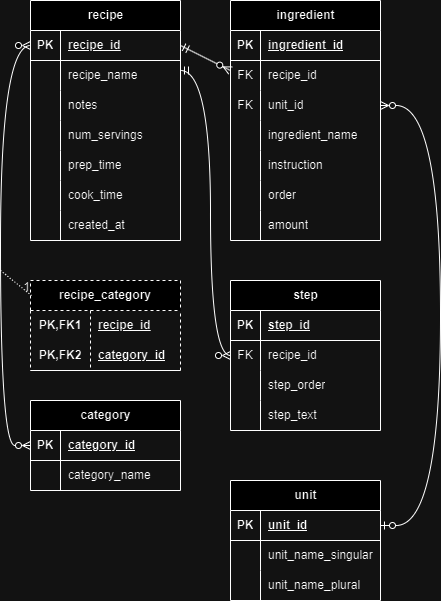 recipe
PK recipe_id
recipe_name
notes
num_servings
prep_time
cook_time
created_at
ingredient
PK ingredient_id
FK recipe_id
FK unit_id
ingredient_name
instruction
order
amount
recipe_category
PK,FK1 recipe_id
PK,FK2 category_id
step
PK step_id
FK recipe_id
step_order
step_text
category
PK category_id
category_name
unit
PK unit_id
unit_name_singular
unit_name_plural